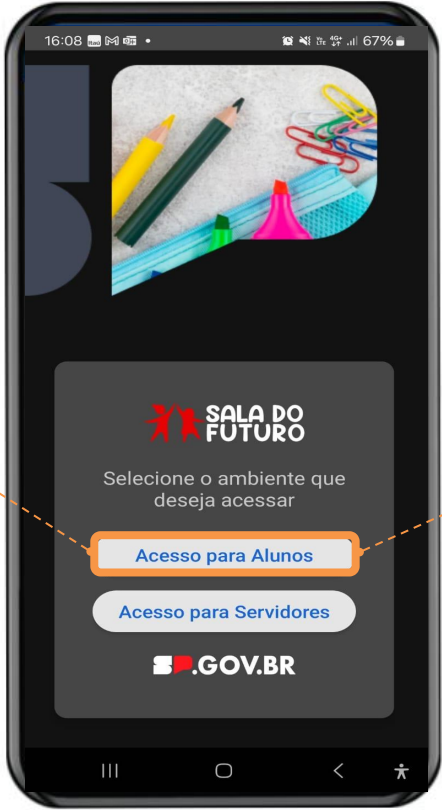 16:08
67%
SALA DO
FUTURO
Selecione o ambiente que
deseja acessar
Acesso para Alunos
Acesso para Servidores
SP.GOV.BR